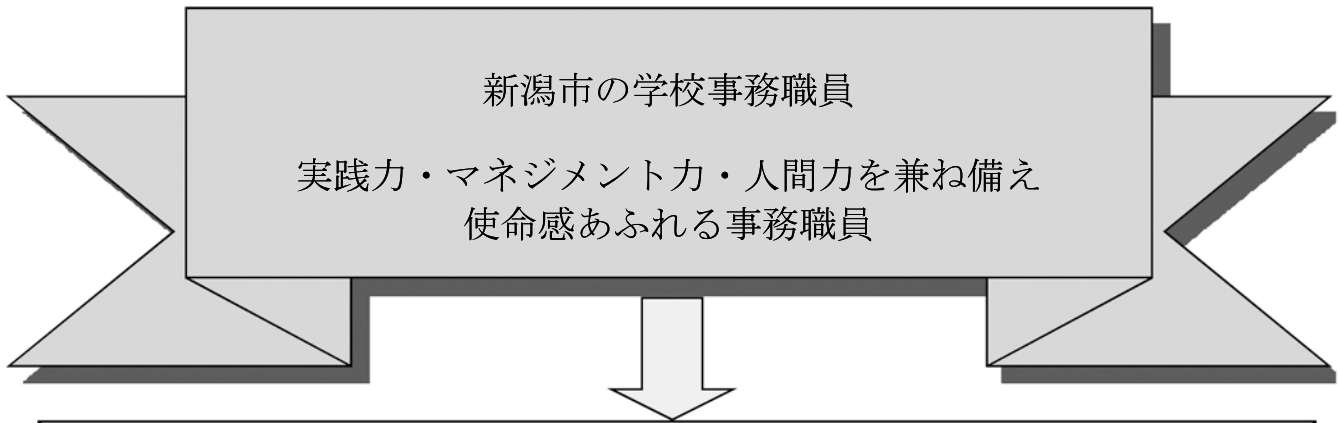 新潟市の学校事務職員
実践力・マネジメント力・人間力を兼ね備え
使命感あふれる事務職員